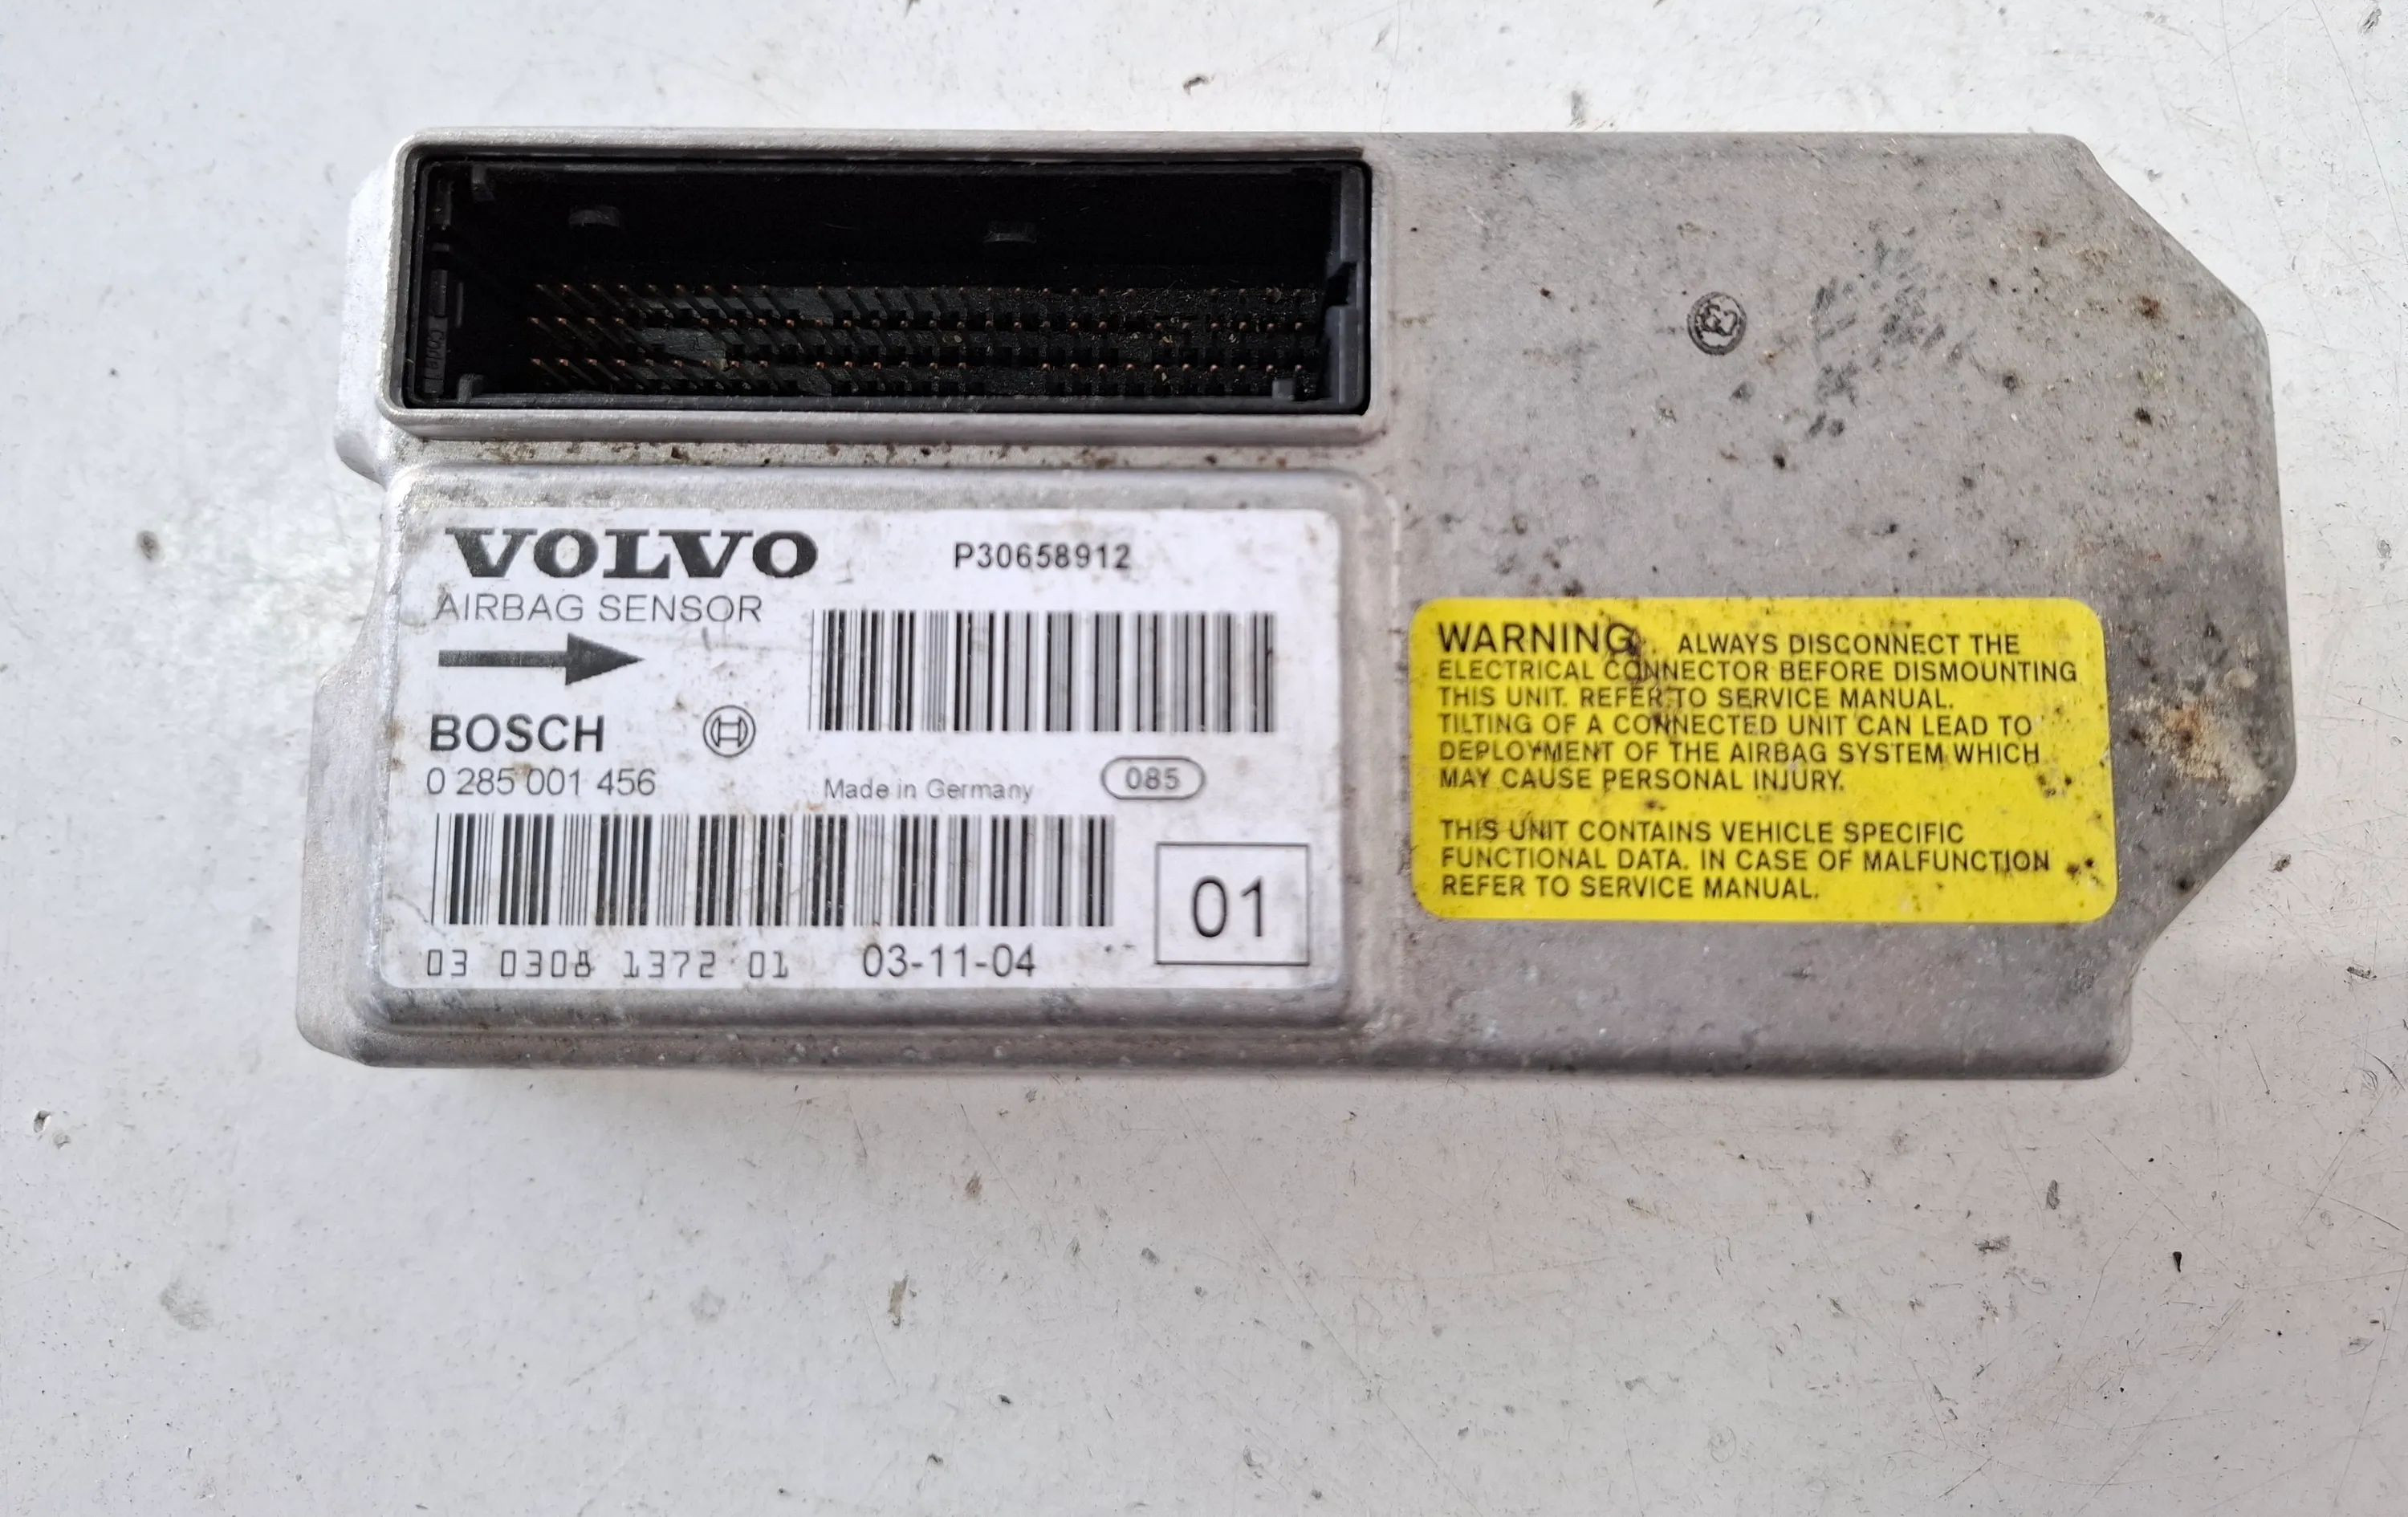 VOLVO
P30658912
AIRBAG SENSOR
BOSCH
0 285 001 456
Made in Germany
085
01
03 0308 1372 01
03-11-04
WARNING. ALWAYS DISCONNECT THE
ELECTRICAL CONNECTOR BEFORE DISMOUNTING
THIS UNIT. REFER TO SERVICE MANUAL.
TILTING OF A CONNECTED UNIT CAN LEAD TO
DEPLOYMENT OF THE AIRBAG SYSTEM WHICH
MAY CAUSE PERSONAL INJURY.
THIS UNIT CONTAINS VEHICLE SPECIFIC
FUNCTIONAL DATA. IN CASE OF MALFUNCTION
REFER TO SERVICE MANUAL.